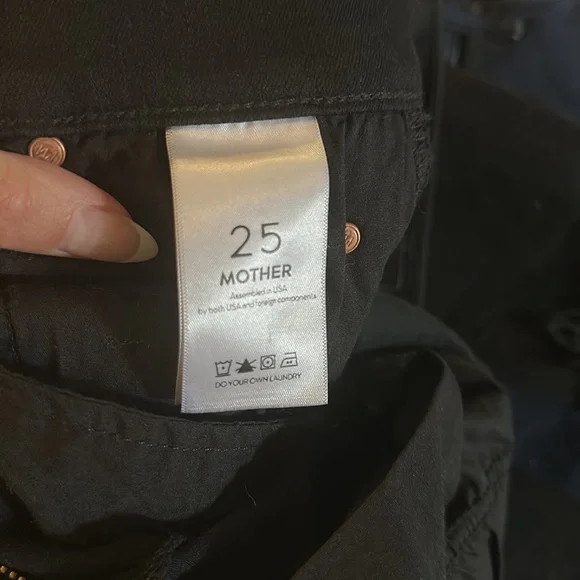 25
MOTHER
Assembled in USA
by both USA and foreign components
DO YOUR OWN LAUNDRY